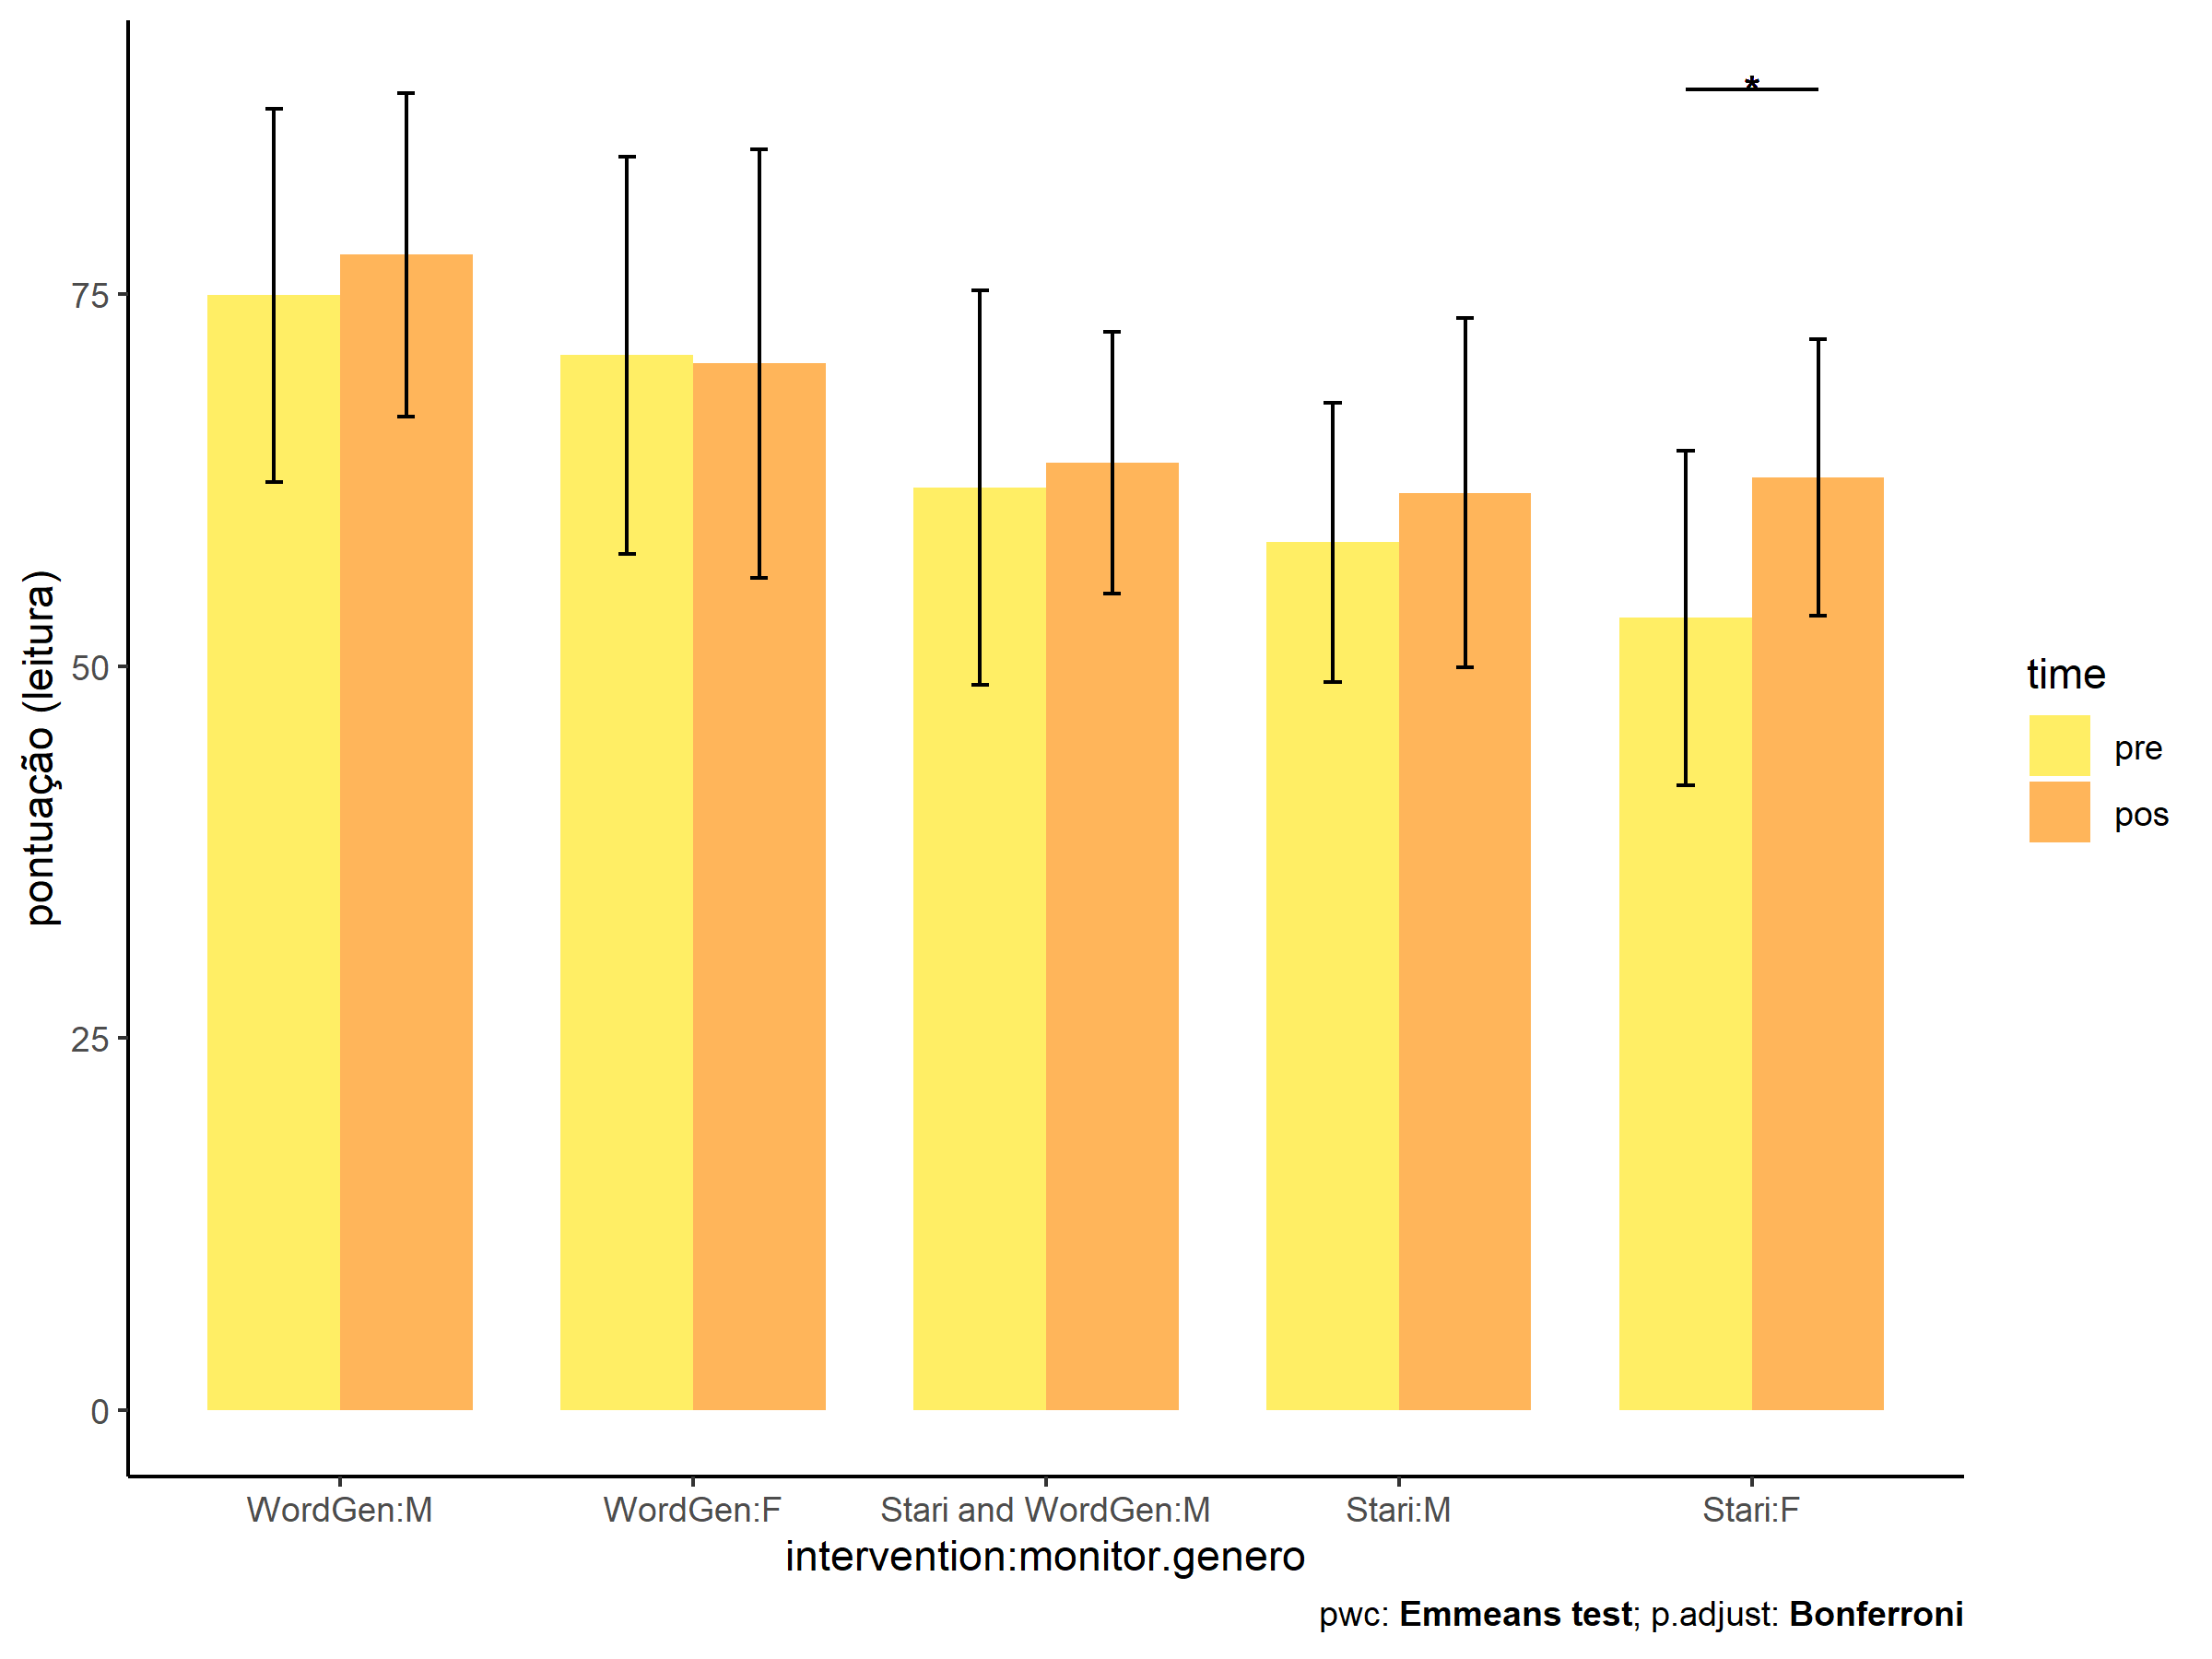 *
pontuação (leitura)
75
50
25
0
WordGen:M
WordGen:F
Stari and WordGen:M
Stari:M
Stari:F
intervention:monitor.genero
pwc: Emmeans test; p.adjust: Bonferroni
time
pre
pos